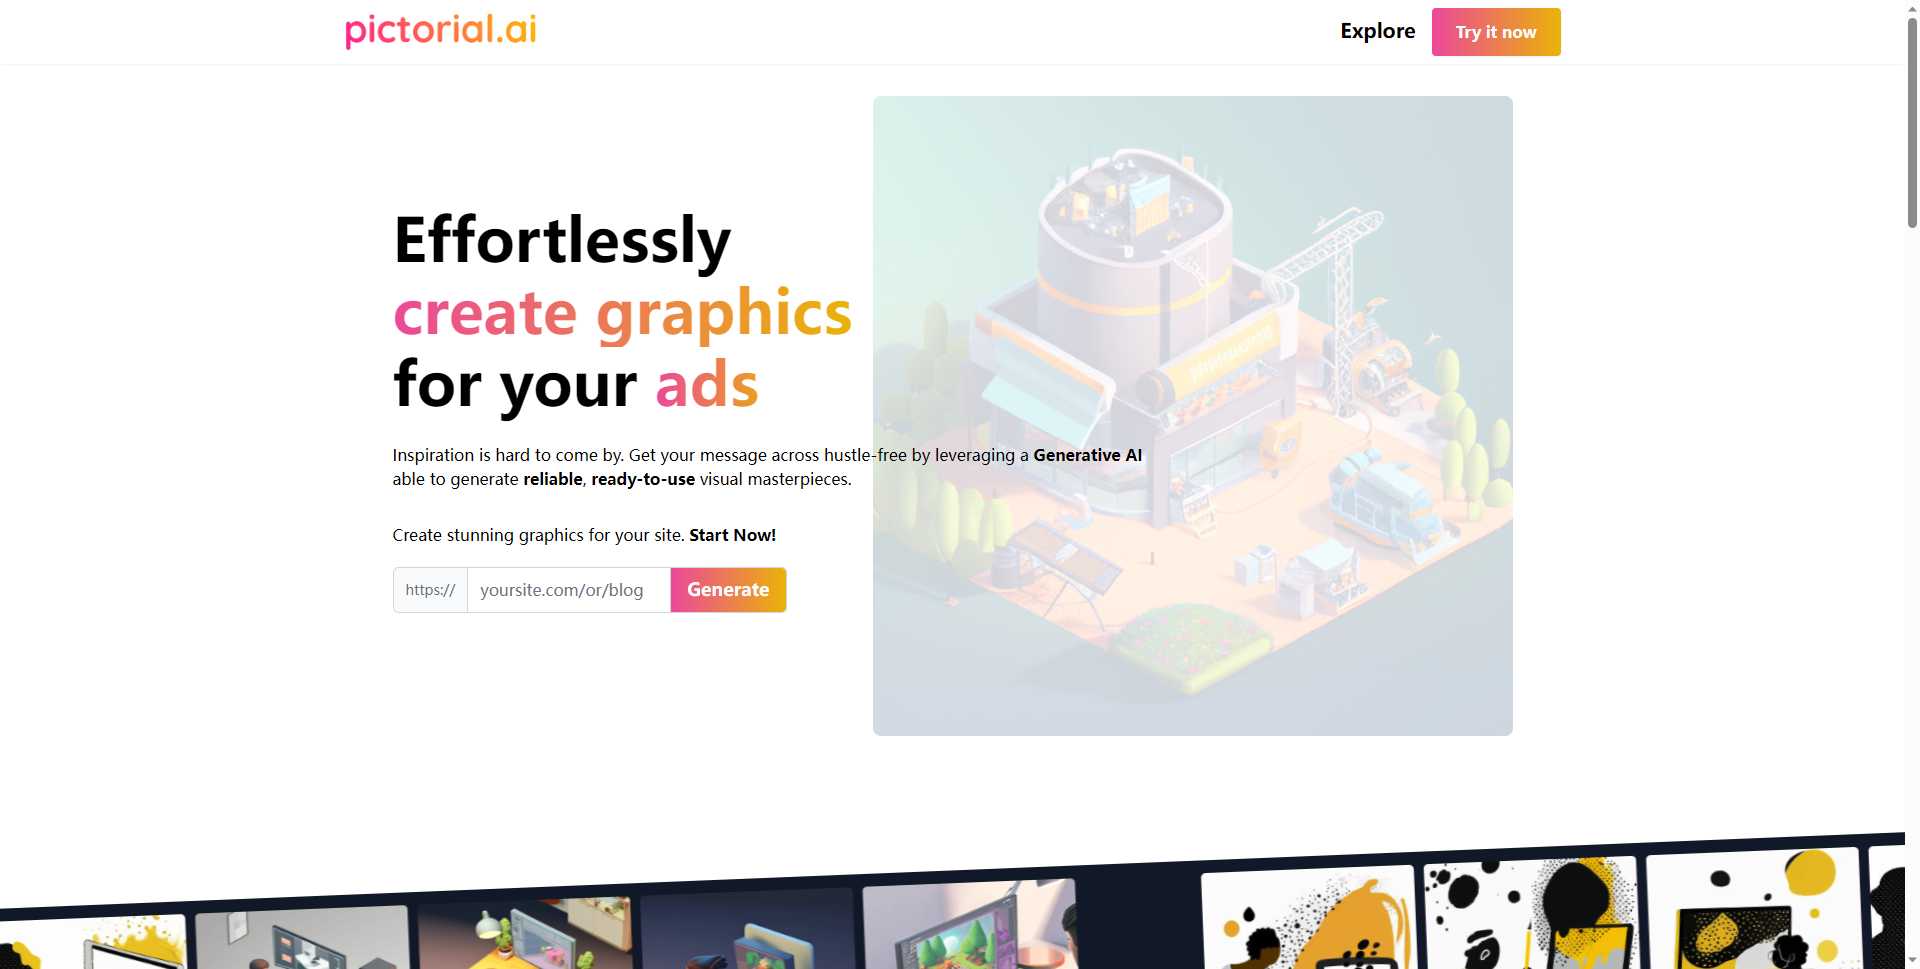 pictorial.ai
Explore
Try it now
Effortlessly
create graphics
for your ads
Inspiration is hard to come by. Get your message across hustle-free by leveraging a Generative AI
able to generate reliable, ready-to-use visual masterpieces.
Create stunning graphics for your site. Start Now!
https://
yoursite.com/or/blog
Generate